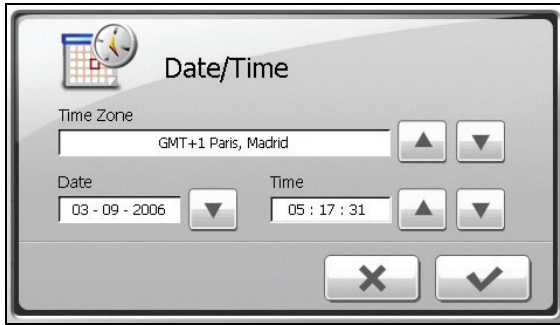 Date/Time
Time Zone
GMT+1 Paris, Madrid
Date Time
03 - 09 - 2006 05 : 17 : 31